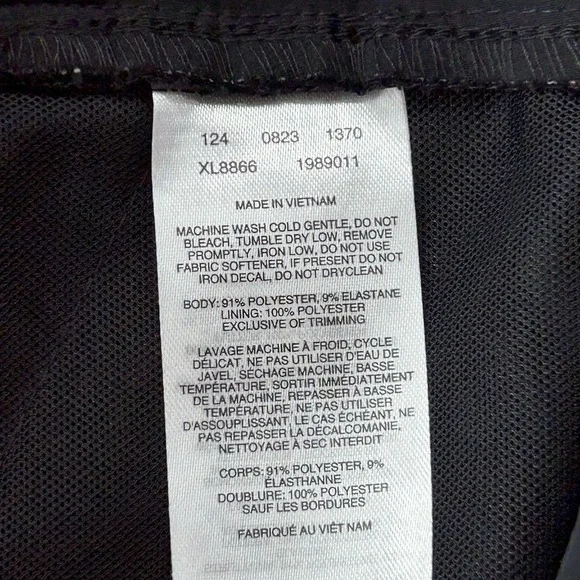 124 0823 1370
XL8866 1989011
MADE IN VIETNAM
MACHINE WASH COLD GENTLE, DO NOT
BLEACH, TUMBLE DRY LOW, REMOVE
PROMPTLY, IRON LOW, DO NOT USE
FABRIC SOFTENER, IF PRESENT DO NOT
IRON DECAL, DO NOT DRYCLEAN
BODY: 91% POLYESTER, 9% ELASTANE
LINING: 100% POLYESTER
EXCLUSIVE OF TRIMMING
LAVAGE MACHINE À FROID, CYCLE
DÉLICAT, NE PAS UTILISER D'EAU DE
JAVEL, SÉCHAGE MACHINE, BASSE
TEMPÉRATURE, SORTIR IMMÉDIATEMENT
DE LA MACHINE, REPASSER À BASSE
TEMPÉRATURE, NE PAS UTILISER
D'ASSOUPLISSANT, LE CAS ÉCHÉANT, NE
PAS REPASSER LA DÉCALCOMANIE,
NETTOYAGE À SEC INTERDIT
CORPS: 91% POLYESTER, 9%
ÉLASTHANNE
DOUBLURE: 100% POLYESTER
SAUF LES BORDURES
FABRIQUÉ AU VIÊT NAM